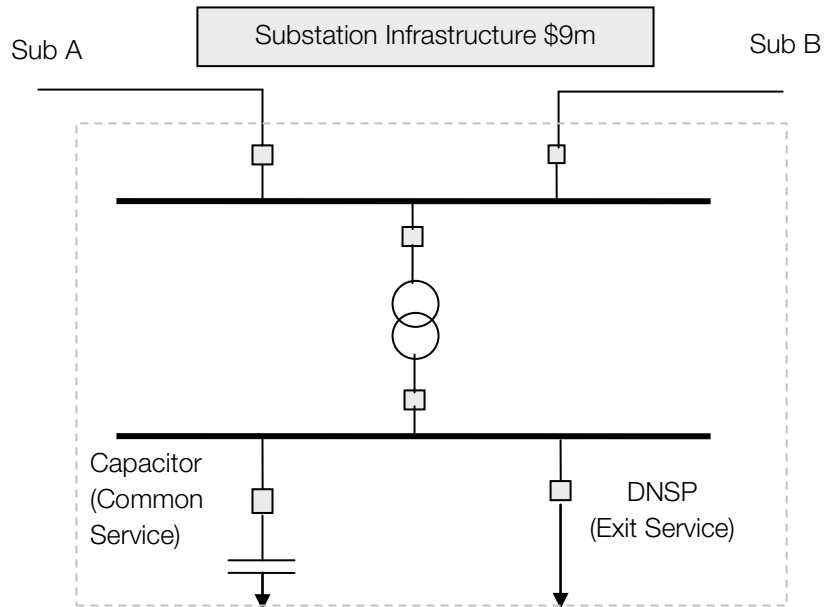 Substation Infrastructure $9m
Sub A
Sub B
Capacitor
(Common
Service)
DNSP
(Exit Service)